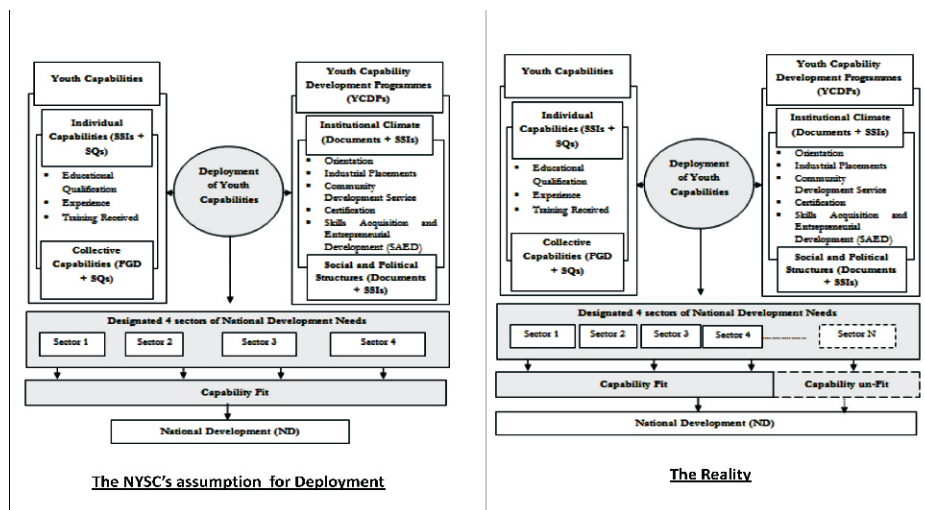 Youth Capabilities
Individual
Capabilities (SSIs +
SQs)
▪ Educational
Qualification
▪ Experience
▪ Training Received
Collective
Capabilities (FGD
+ SQs)
Deployment
of Youth
Capabilities
Youth Capability
Development Programmes
(YCDPs)
Institutional Climate
(Documents + SSIs)
▪ Orientation
▪ Industrial Placements
▪ Community
Development Service
▪ Certification
▪ Skills Acquisition and
Entrepreneurial
Development (SAED)
Social and Political
Structures (Documents
+ SSIs)
Designated 4 sectors of National Development Needs
Sector 1
Sector 2
Sector 3
Sector 4
Capability Fit
National Development (ND)
The NYSC's assumption for Deployment
Youth Capabilities
Individual
Capabilities (SSIs +
SQs)
▪ Educational
Qualification
▪ Experience
▪ Training Received
Collective
Capabilities (FGD
+ SQs)
Deployment
of Youth
Capabilities
Youth Capability
Development Programmes
(YCDPs)
Institutional Climate
(Documents + SSIs)
▪ Orientation
▪ Industrial Placements
▪ Community
Development Service
▪ Certification
▪ Skills Acquisition and
Entrepreneurial
Development (SAED)
Social and Political
Structures (Documents
+ SSIs)
Designated 4 sectors of National Development Needs
Sector 1
Sector 2
Sector 3
Sector 4
Sector N
Capability Fit
Capability un-Fit
National Development (ND)
The Reality